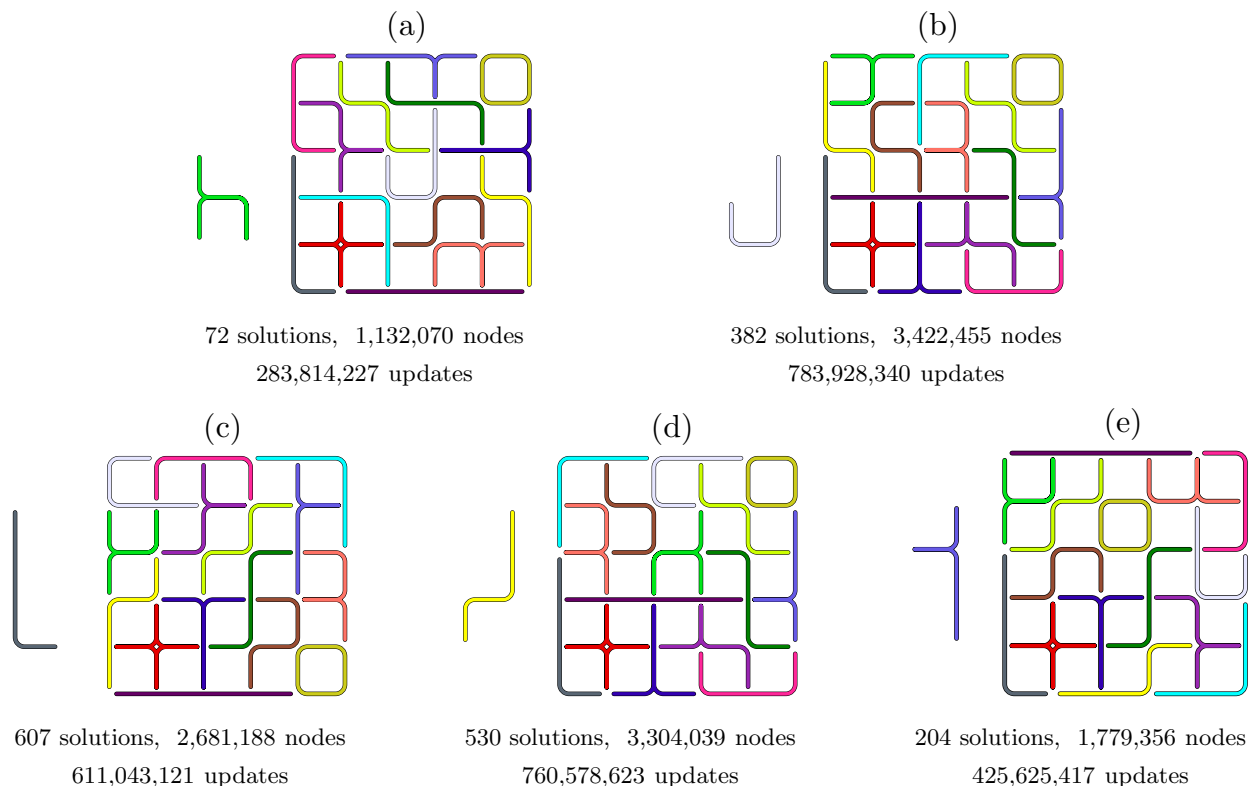 (a)
72 solutions, 1,132,070 nodes
283,814,227 updates
(b)
382 solutions, 3,422,455 nodes
783,928,340 updates
(c)
607 solutions, 2,681,188 nodes
611,043,121 updates
(d)
530 solutions, 3,304,039 nodes
760,578,623 updates
(e)
204 solutions, 1,779,356 nodes
425,625,417 updates